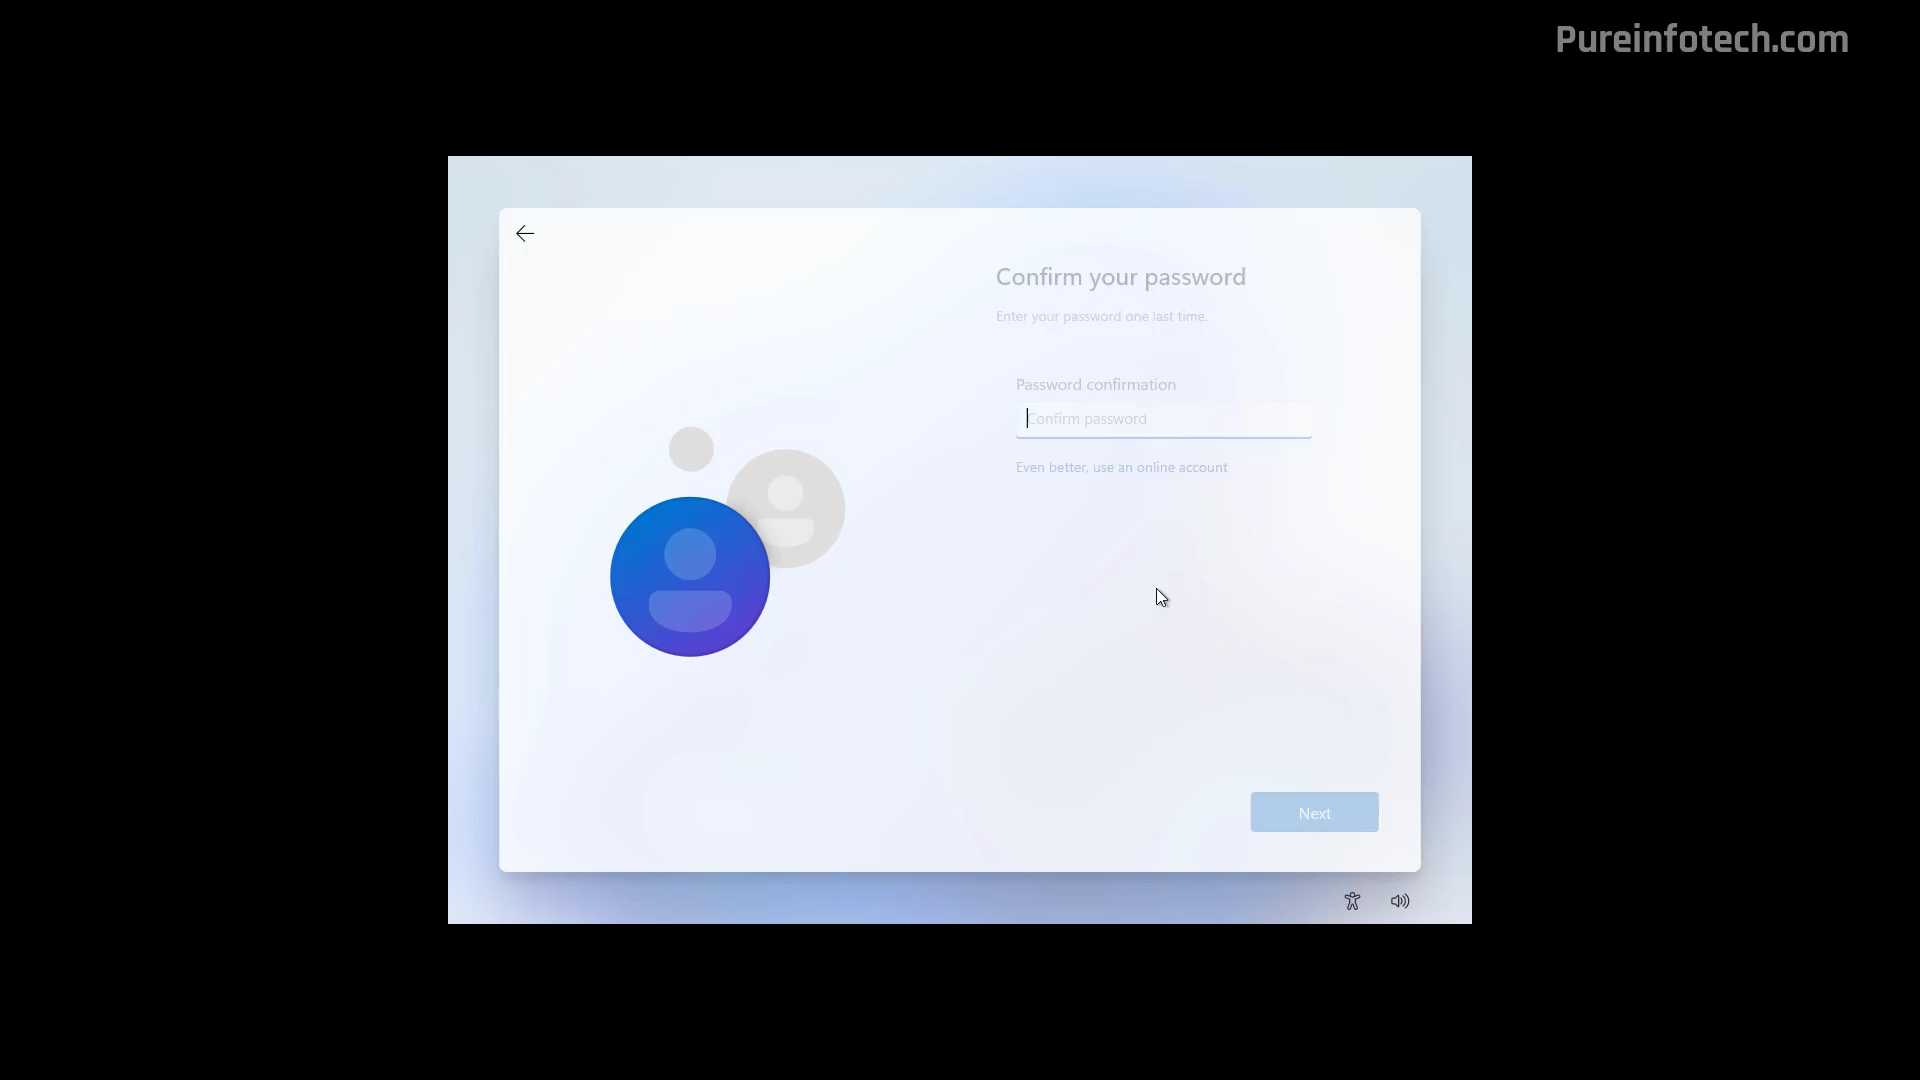 Pureinfotech.com
Confirm your password
Enter your password one last time.
Password confirmation
Confirm password
Even better, use an online account
Next